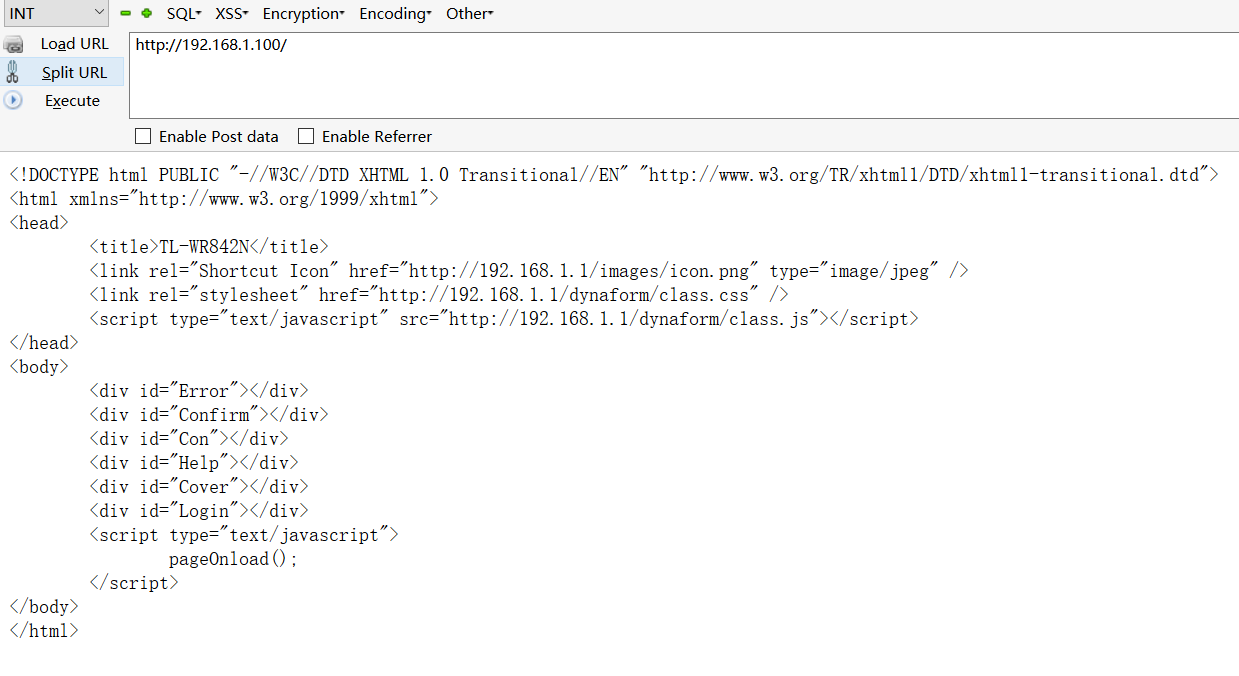 INT SQL XSS Encryption Encoding Other
Load URL http://192.168.1.100/
Split URL
Execute
Enable Post data Enable Referrer
<!DOCTYPE html PUBLIC "-//W3C//DTD XHTML 1.0 Transitional//EN" "http://www.w3.org/TR/xhtml1/DTD/xhtml1-transitional.dtd">
<html xmlns="http://www.w3.org/1999/xhtml">
<head>
<title>TL-WR842N</title>
<link rel="Shortcut Icon" href="http://192.168.1.1/images/icon.png" type="image/jpeg" />
<link rel="stylesheet" href="http://192.168.1.1/dynaform/class.css" />
<script type="text/javascript" src="http://192.168.1.1/dynaform/class.js"></script>
</head>
<body>
<div id="Error"></div>
<div id="Confirm"></div>
<div id="Con"></div>
<div id="Help"></div>
<div id="Cover"></div>
<div id="Login"></div>
<script type="text/javascript">
pageOnload();
</script>
</body>
</html>